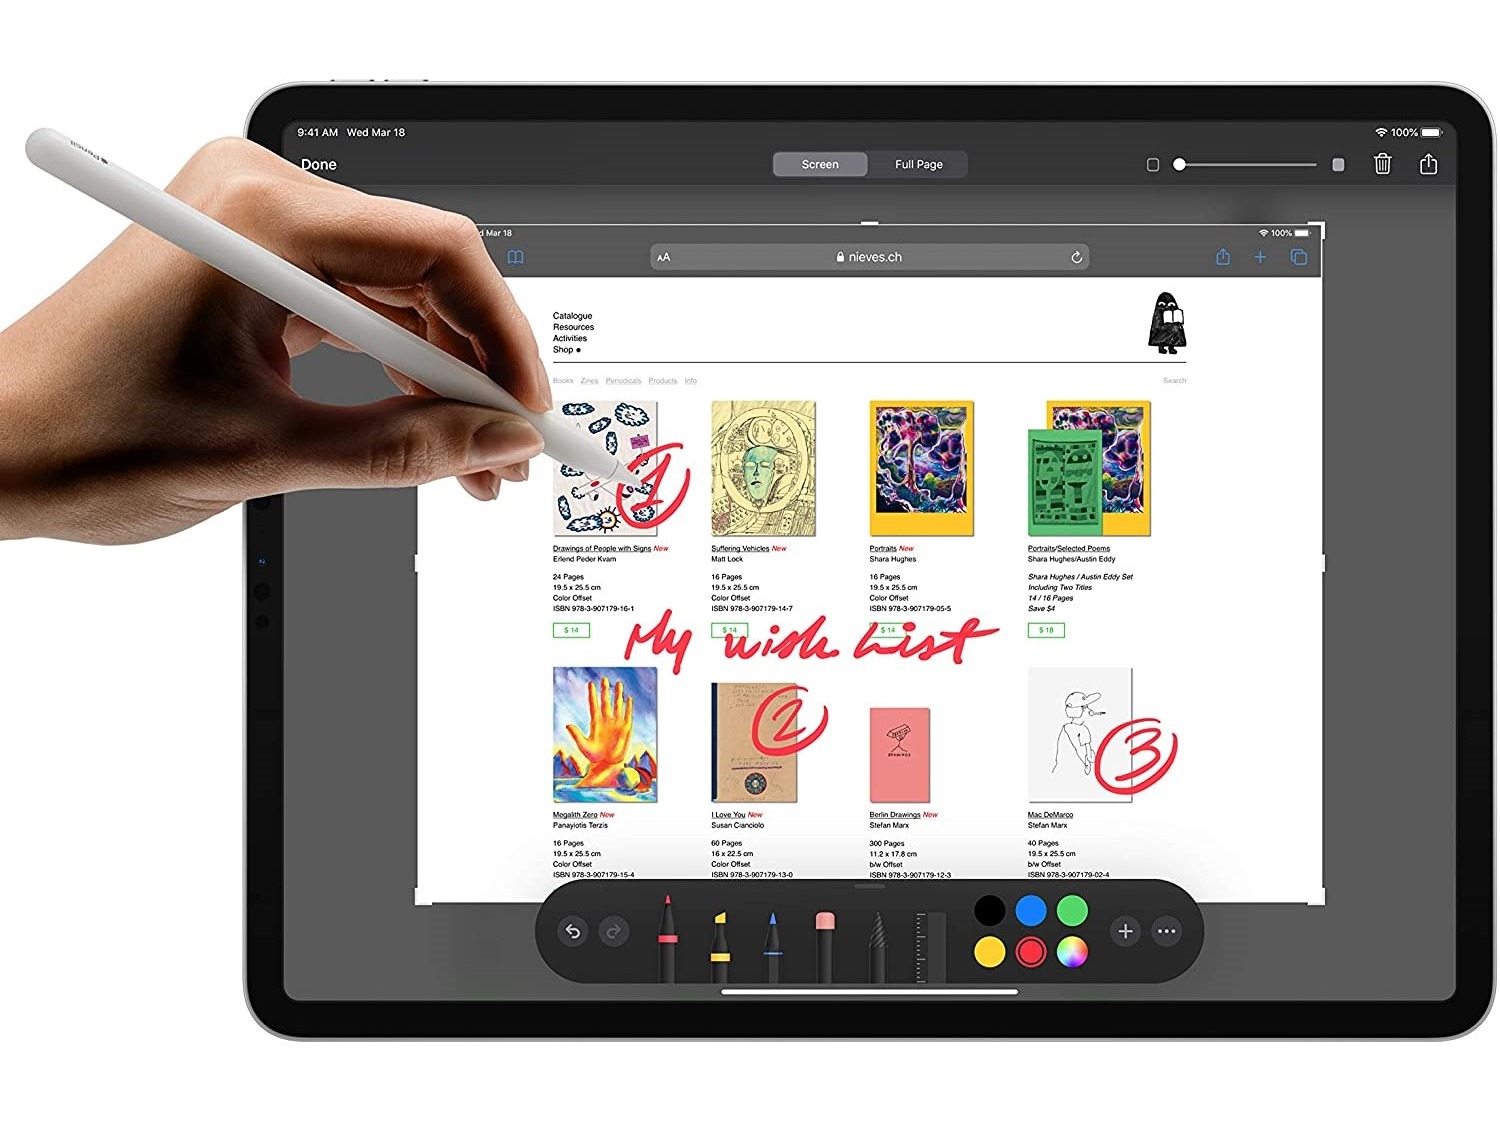 Pencil
9:41 AM Wed Mar 18
100%
Done
Screen
Full Page
d Mar 18
100%
AA
nieves.ch
Catalogue
Resources
Activities
Shop
Books Zines Periodicals Products Info
Search
1
Drawings of People with Signs New
Erlend Peder Kvam
24 Pages
19.5 x 25.5 cm
Color Offset
ISBN 978-3-907179-16-1
$ 14
Suffering Vehicles New
Matt Lock
16 Pages
19.5 x 25.5 cm
Color Offset
ISBN 978-3-907179-14-7
$ 14
Portraits New
Shara Hughes
16 Pages
19.5 x 25.5 cm
Color Offset
ISBN 978-3-907179-05-5
$ 14
Portraits/Selected Poems
Shara Hughes/Austin Eddy
Shara Hughes / Austin Eddy Set
Including Two Titles
14 / 16 Pages
Save $4
$ 18
My wish List
Megalith Zero New
Panayiotis Terzis
16 Pages
19.5 x 25.5 cm
Color Offset
ISBN 978-3-907179-15-4
2
I Love You New
Susan Cianciolo
60 Pages
16 x 22.5 cm
Color Offset
ISBN 978-3-907179-13-0
DRAWINGS
Berlin Drawings New
Stefan Marx
300 Pages
11.2 x 17.8 cm
b/w Offset
ISBN 978-3-907179-12-3
3
Mac DeMarco
Stefan Marx
40 Pages
19.5 x 25.5 cm
b/w Offset
ISBN 978-3-907179-02-4